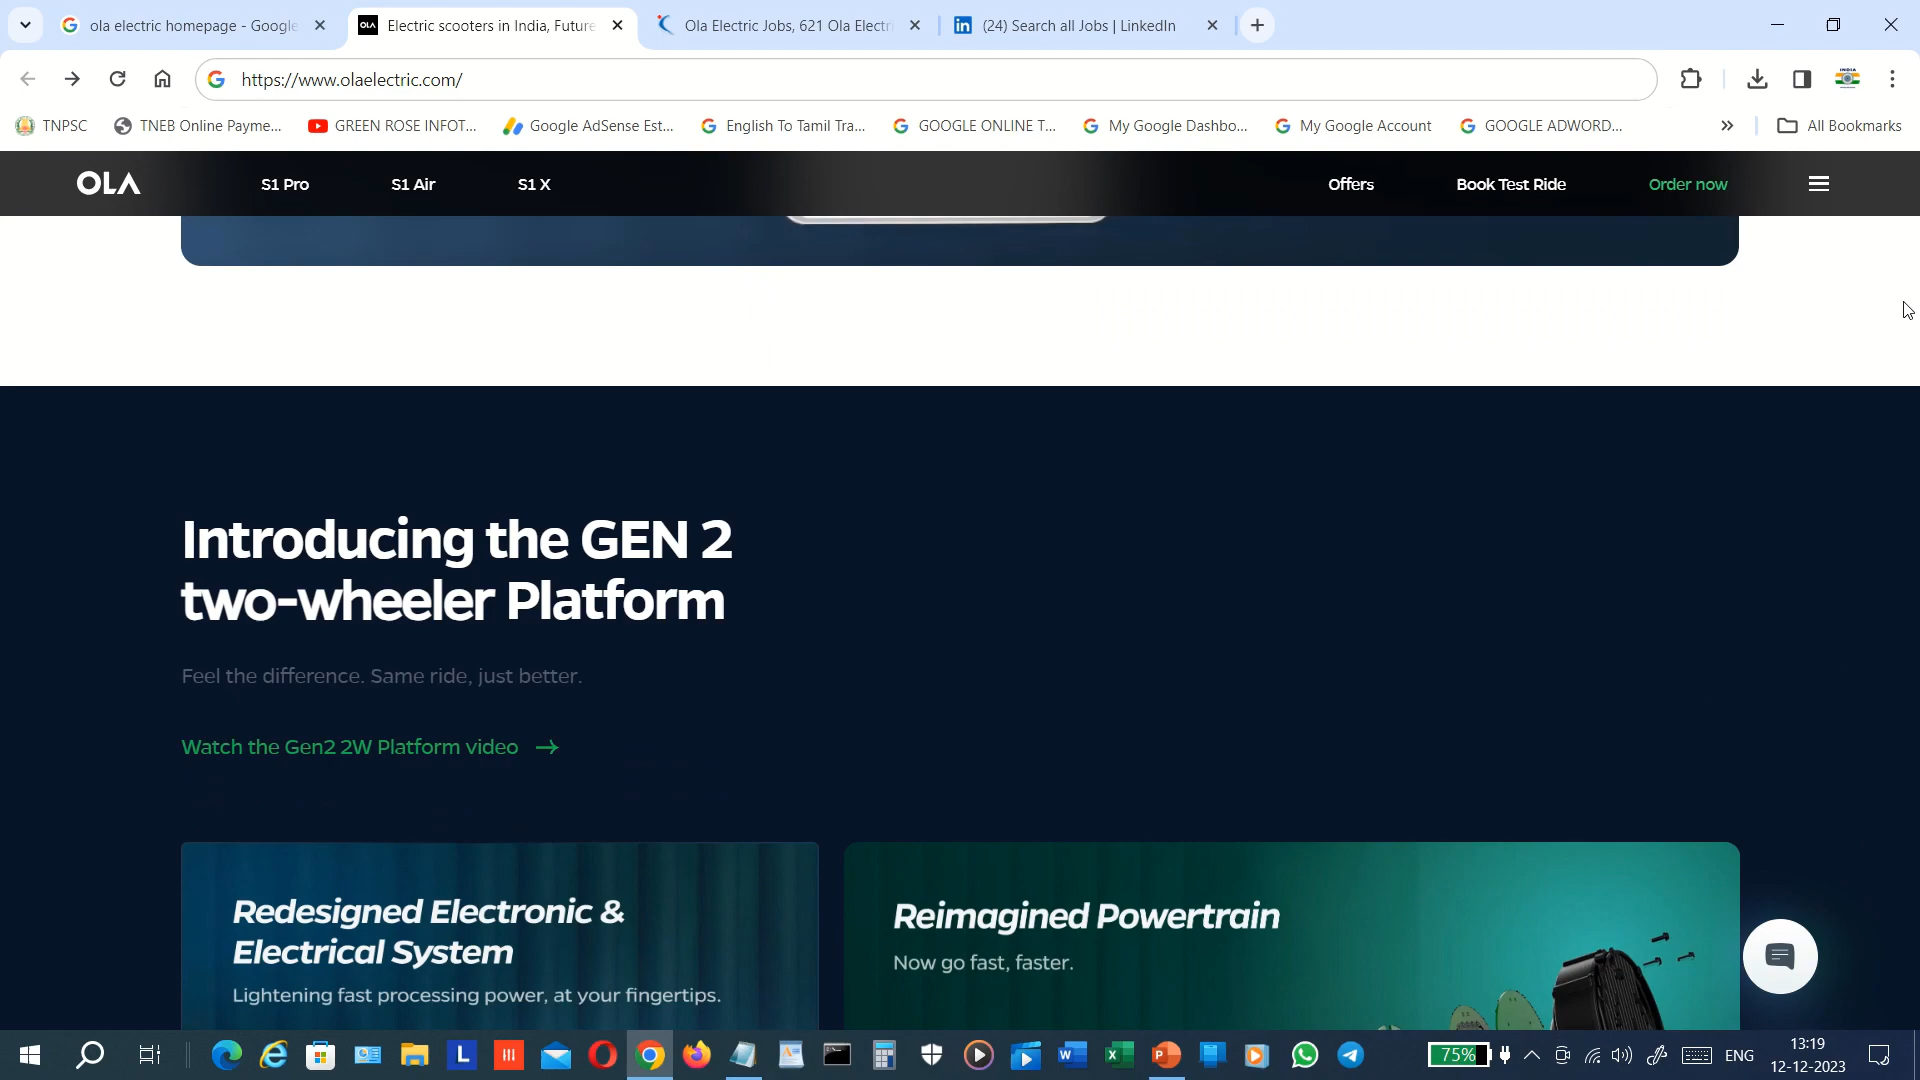 ola electric homepage - Google
Electric scooters in India, Future
Ola Electric Jobs, 621 Ola Electri
(24) Search all Jobs | LinkedIn
https://www.olaelectric.com/
TNPSC
TNEB Online Payme...
GREEN ROSE INFOT...
Google AdSense Est...
English To Tamil Tra...
GOOGLE ONLINE T...
My Google Dashbo...
My Google Account
GOOGLE ADWORD...
All Bookmarks
OLA
S1 Pro
S1 Air
S1 X
Offers
Book Test Ride
Order now
Introducing the GEN 2
two-wheeler Platform
Feel the difference. Same ride, just better.
Watch the Gen2 2W Platform video
Redesigned Electronic &
Electrical System
Lightening fast processing power, at your fingertips.
Reimagined Powertrain
Now go fast, faster.
75%
ENG
13:19
12-12-2023